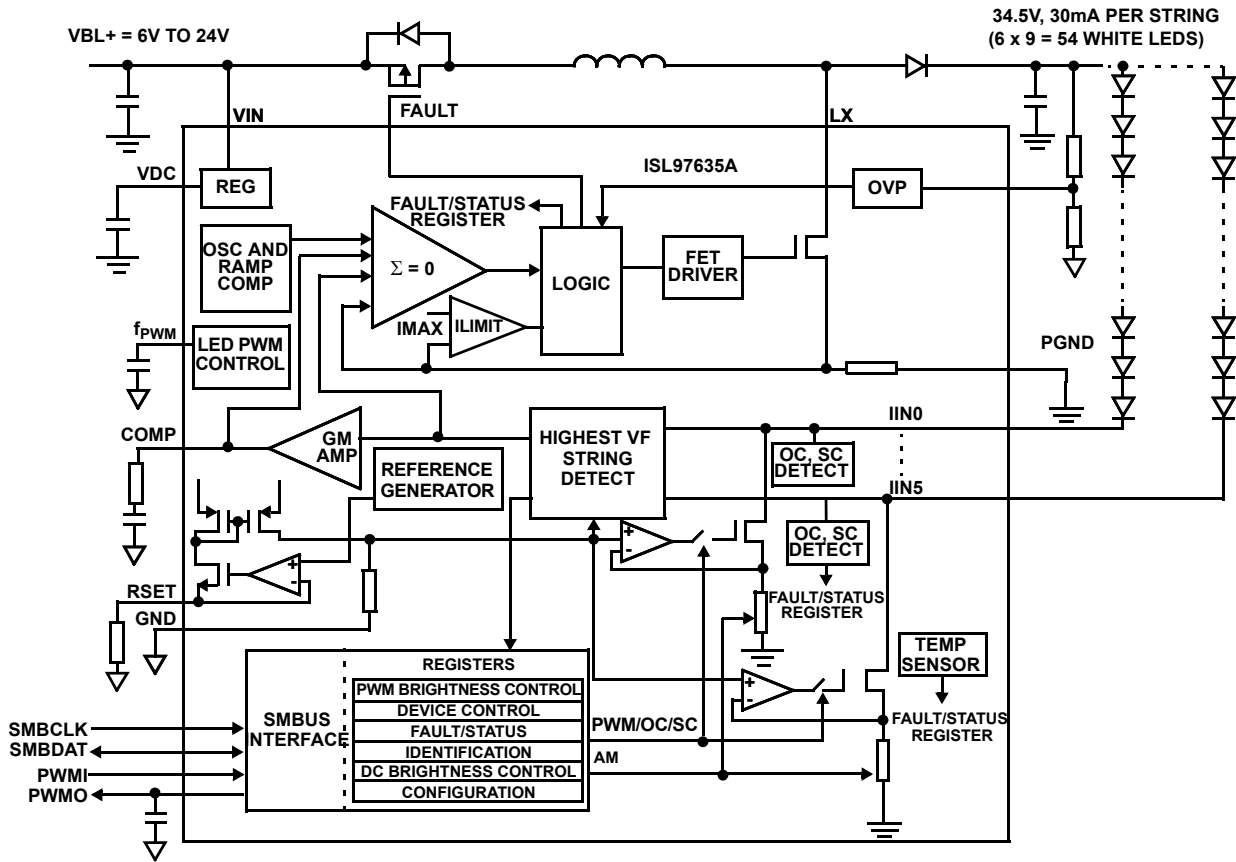 VBL+ = 6V TO 24V
34.5V, 30mA PER STRING
(6 x 9 = 54 WHITE LEDS)
FAULT
VIN
LX
VDC
REG
ISL97635A
OVP
FAULT/STATUS
REGISTER
OSC AND
RAMP
COMP
Σ = 0
LOGIC
FET
DRIVER
IMAX
ILIMIT
fPWM
LED PWM
CONTROL
PGND
COMP
GM
AMP
HIGHEST VF
STRING
DETECT
IIN0
OC, SC
DETECT
REFERENCE
GENERATOR
IIN5
+
-
OC, SC
DETECT
+
-
RSET
FAULT/STATUS
REGISTER
GND
TEMP
SENSOR
REGISTERS
+
-
PWM BRIGHTNESS CONTROL
DEVICE CONTROL
FAULT/STATUS
IDENTIFICATION
DC BRIGHTNESS CONTROL
CONFIGURATION
SMBUS
NTERFACE
PWM/OC/SC
AM
FAULT/STATUS
REGISTER
SMBCLK
SMBDAT
PWMI
PWMO